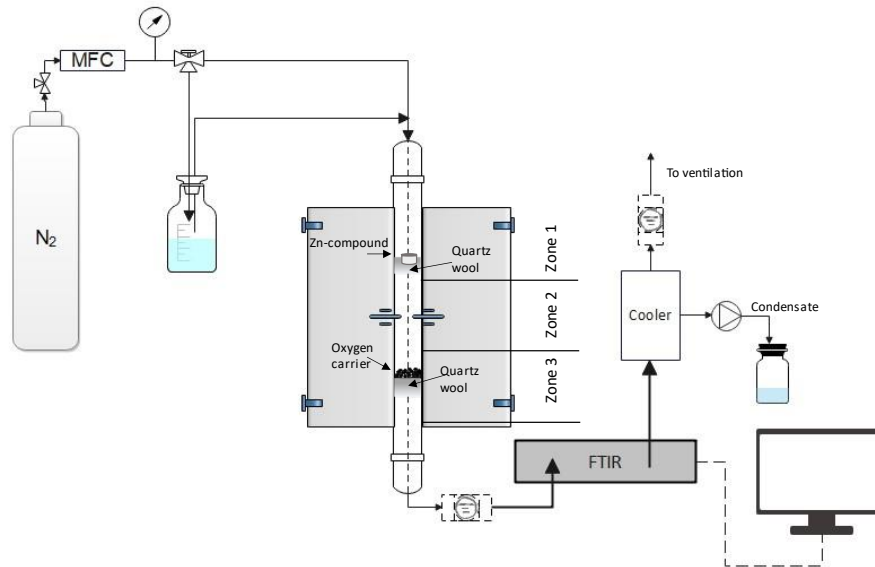 MFC
N2
To ventilation
Zn-compound
Quartz
wool
Zone 1
Zone 2
Cooler
Condensate
Oxygen
carrier
Quartz
wool
Zone 3
FTIR